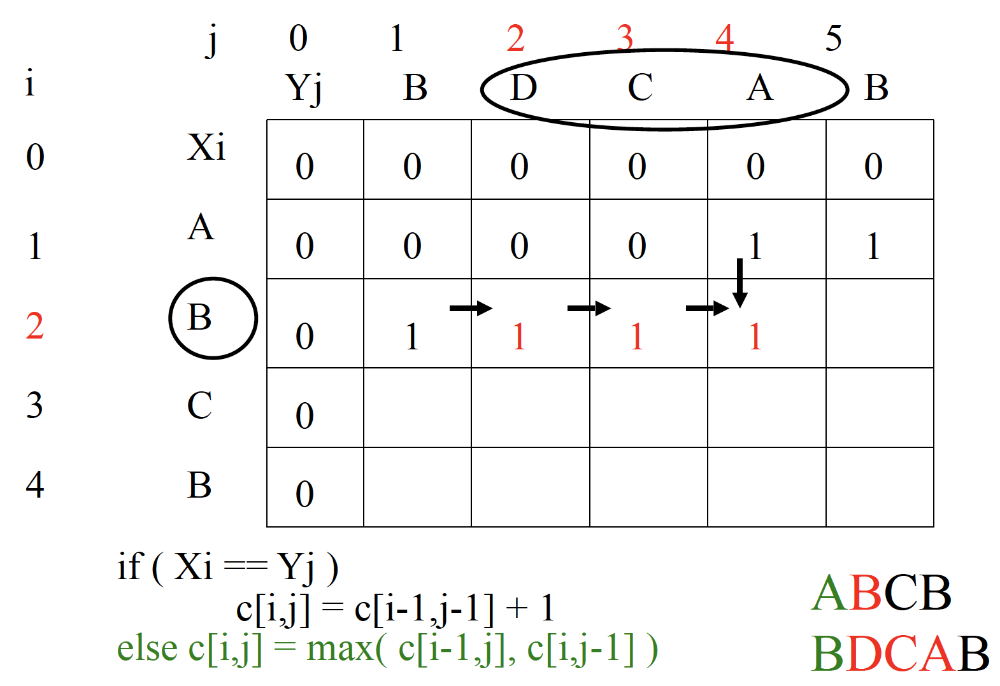 j 0 1 2 3 4 5
i Yj B D C A B
0 Xi 0 0 0 0 0 0
1 A 0 0 0 0 1 1
2 B 0 1 1 1 1
3 C 0
4 B 0
if ( Xi == Yj )
c[i,j] = c[i-1,j-1] + 1
else c[i,j] = max( c[i-1,j], c[i,j-1] )
ABCB
BDCAB